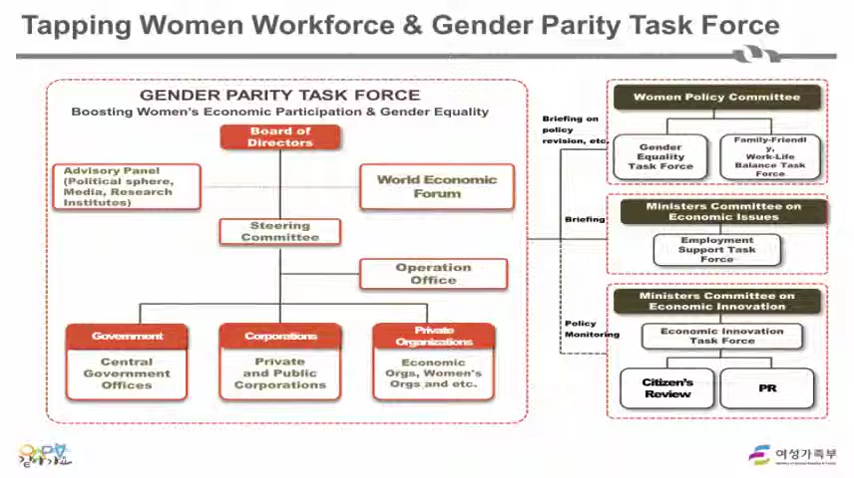 Tapping Women Workforce & Gender Parity Task Force
GENDER PARITY TASK FORCE
Boosting Women's Economic Participation & Gender Equality
Board of
Directors
Advisory Panel
(Political sphere,
Media, Research
Institutos)
World Economic
Forum
Steering
Committee
Operation
Office
Government
Central
Government
Offices
Corporations
Private
and Public
Corporations
Private
Organizations
Economic
Orgs, Women's
Orgs and etc.
Briefing on
policy
revision, etc.
Briefing
Policy
Monitoring
Women Policy Committee
Gender
Equality
Task Force
Family-Friendl
y,
Work-Life
Balance Task
Force
Ministers Committee on
Economic Issues
Employment
Support Task
Force
Ministers Committee on
Economic Innovation
Economic Innovation
Task Force
Citizen's
Review
PR
여성가족부